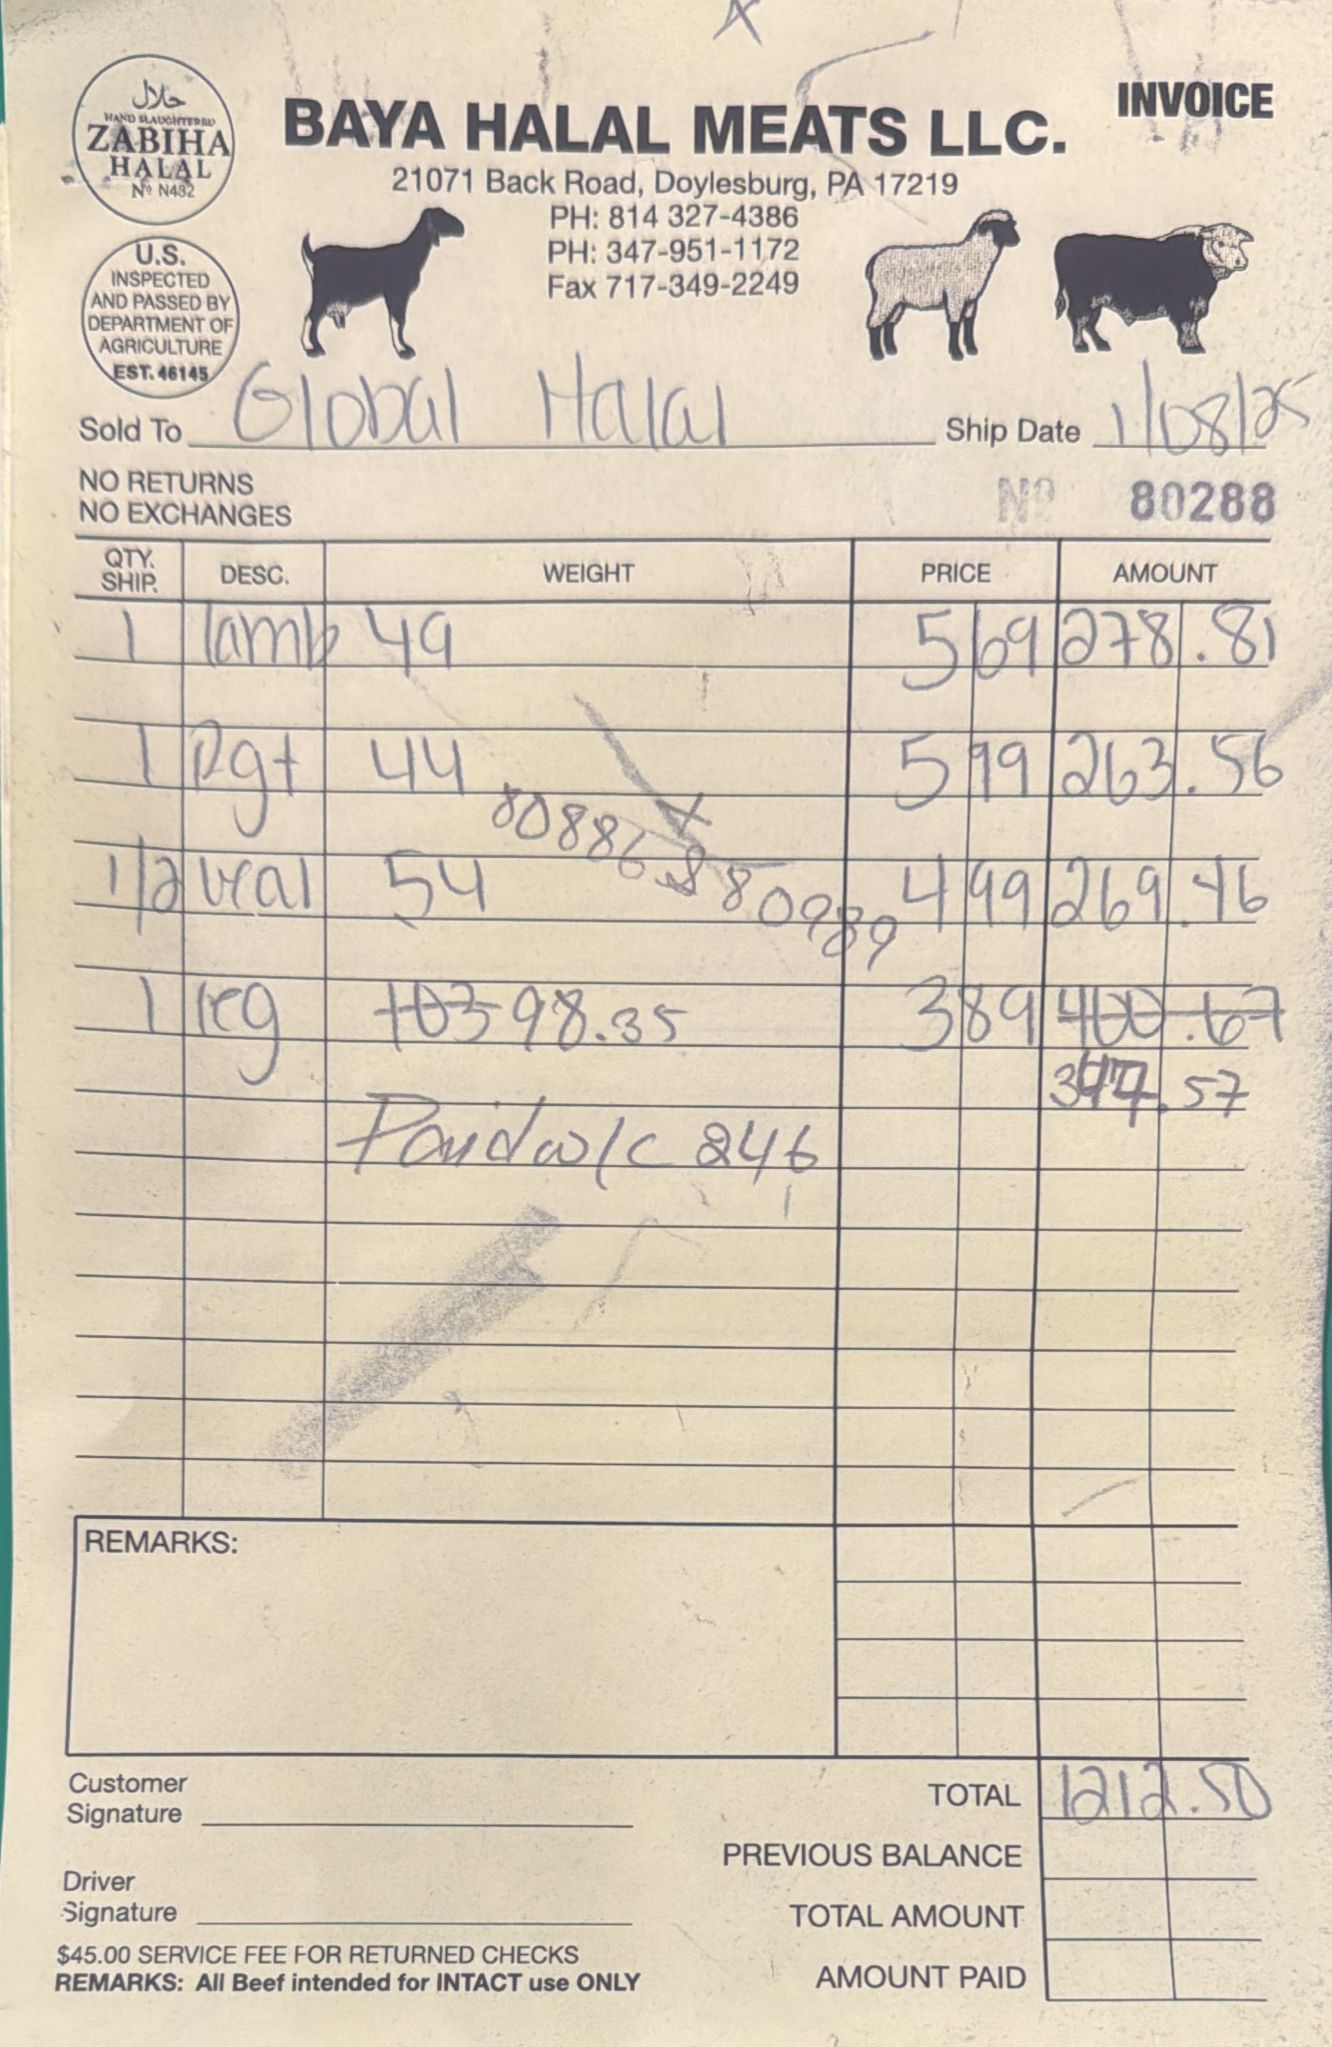 INVOICE
حلال
HAND SLAUGHTERED
ZABIHA
HALAL
Nº N482
BAYA HALAL MEATS LLC.
21071 Back Road, Doylesburg, PA 17219
PH: 814 327-4386
PH: 347-951-1172
Fax 717-349-2249
U.S.
INSPECTED
AND PASSED BY
DEPARTMENT OF
AGRICULTURE
EST. 46145
Sold To Global Halal Ship Date 1/08/25
NO RETURNS
NO EXCHANGES
Nº 80288
QTY. SHIP. DESC. WEIGHT PRICE AMOUNT
1 lamb 49 5 69 278.81
1 Rgt 44 5 99 263.56
80886 80989
1/2 veal 54 4 99 269.46
1 reg 103 98.35 3 89 400.67
.57
Paid w/c 246
REMARKS:
Customer
Signature
TOTAL 1212.50
PREVIOUS BALANCE
Driver
Signature
TOTAL AMOUNT
$45.00 SERVICE FEE FOR RETURNED CHECKS
REMARKS: All Beef intended for INTACT use ONLY
AMOUNT PAID